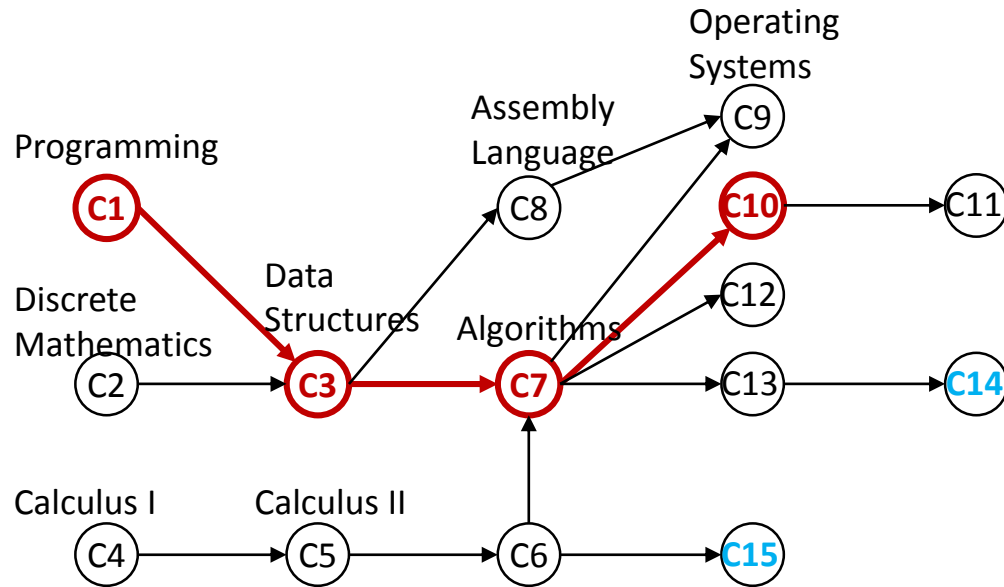 Operating
Systems
C9
Assembly
Language
Programming
C1
C8
C10
C11
Data
Structures
Discrete
Mathematics
C12
Algorithms
C2
C3
C7
C13
C14
Calculus I
Calculus II
C4
C5
C6
C15